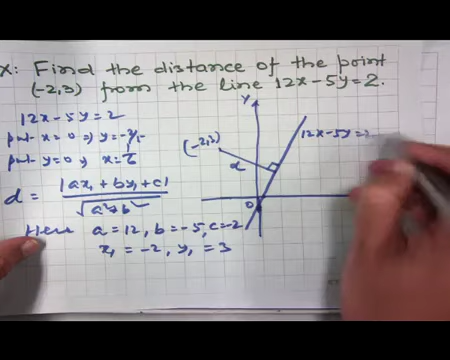 x: Find the distance of the point
(-2,3) from the line 12x-5y=2.
12x-5y=2
put x=0 ⇒ y=-2/5
put y=0, x=1/6
Y
(-2,3)
12x-5y=2
d
d = |ax₁+by₁+c| / √(a²+b²)
O
Here a=12, b=-5, c=-2
x₁ = -2, y₁ = 3